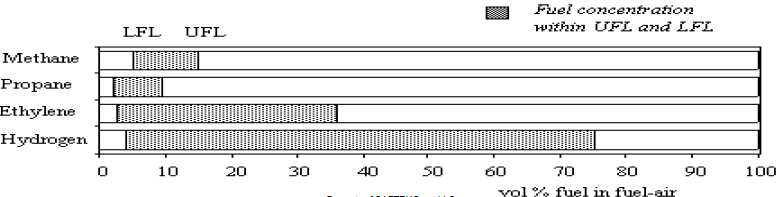 Fuel concentration
within UFL and LFL
LFL UFL
Methane
Propane
Ethylene
Hydrogen
0 10 20 30 40 50 60 70 80 90 100
vol % fuel in fuel-air